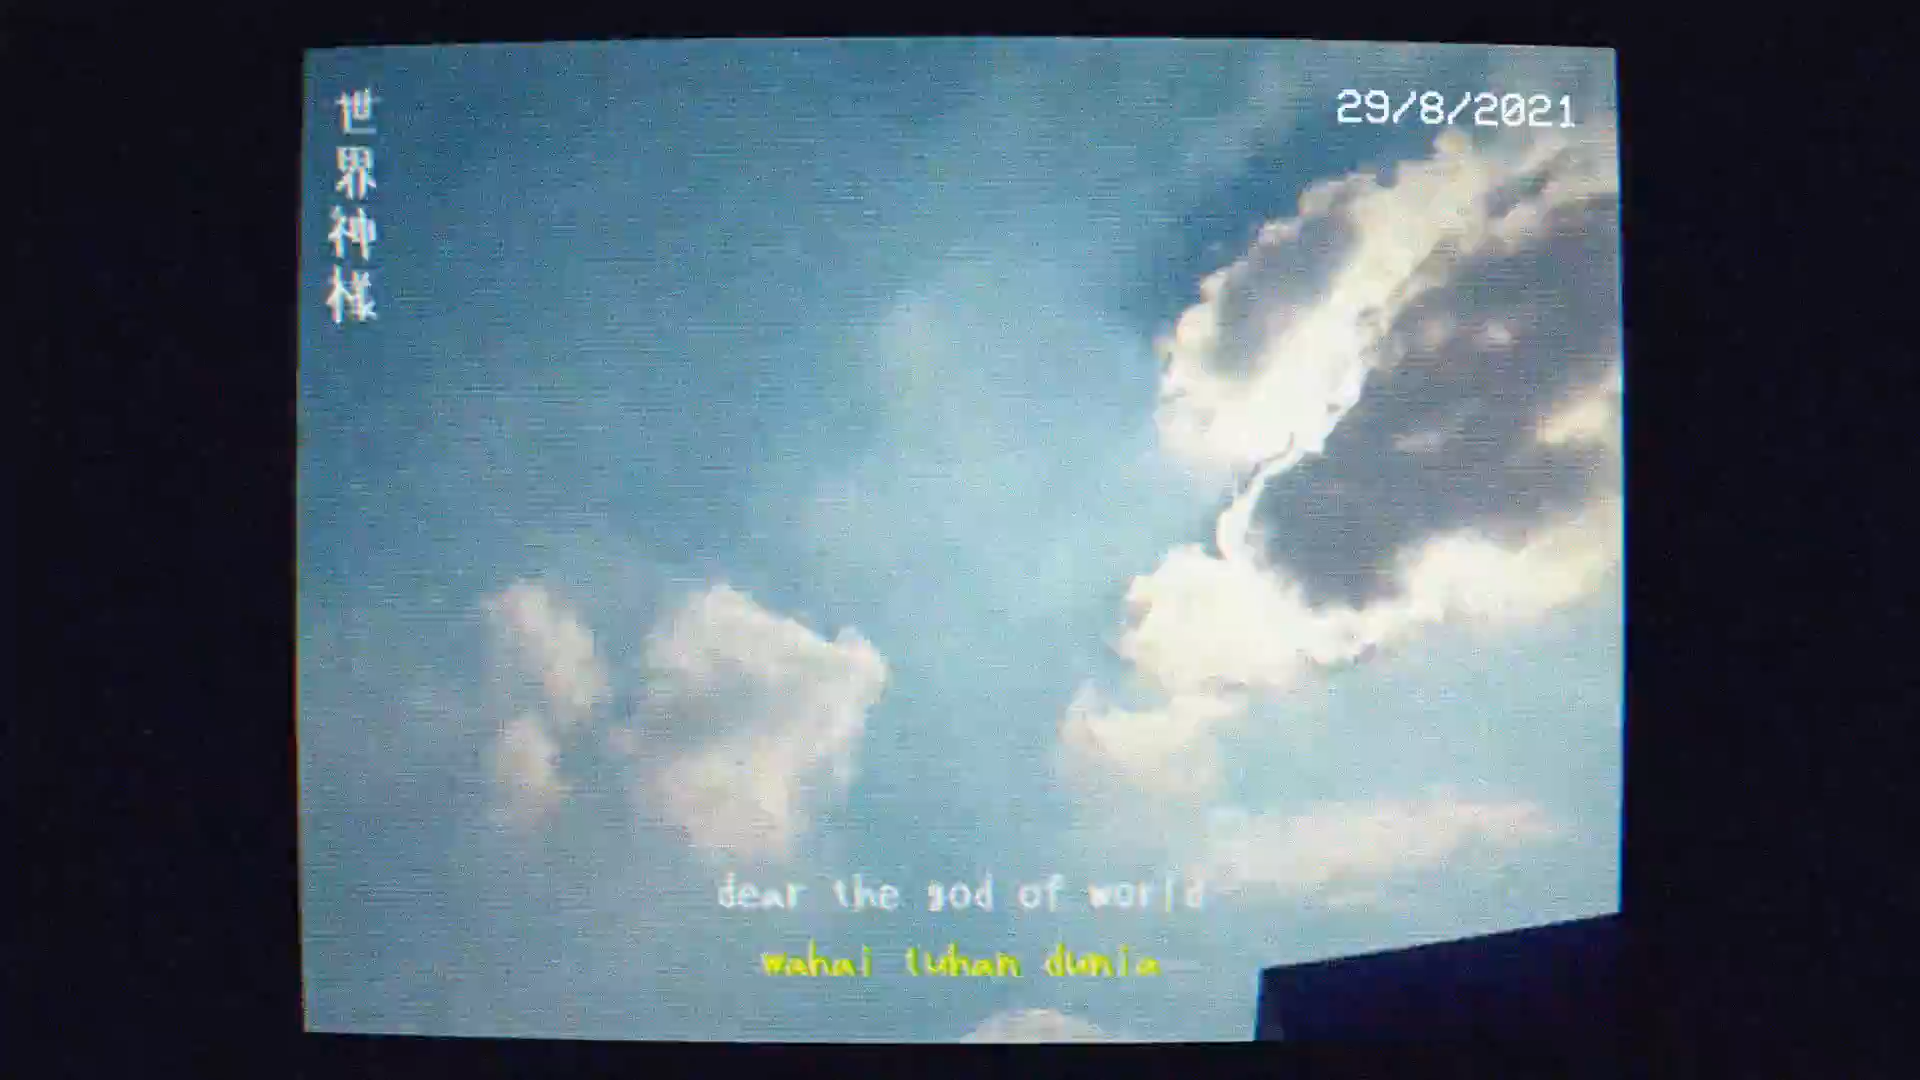 世界神様
29/8/2021
dear the god of world
wahai tuhan dunia